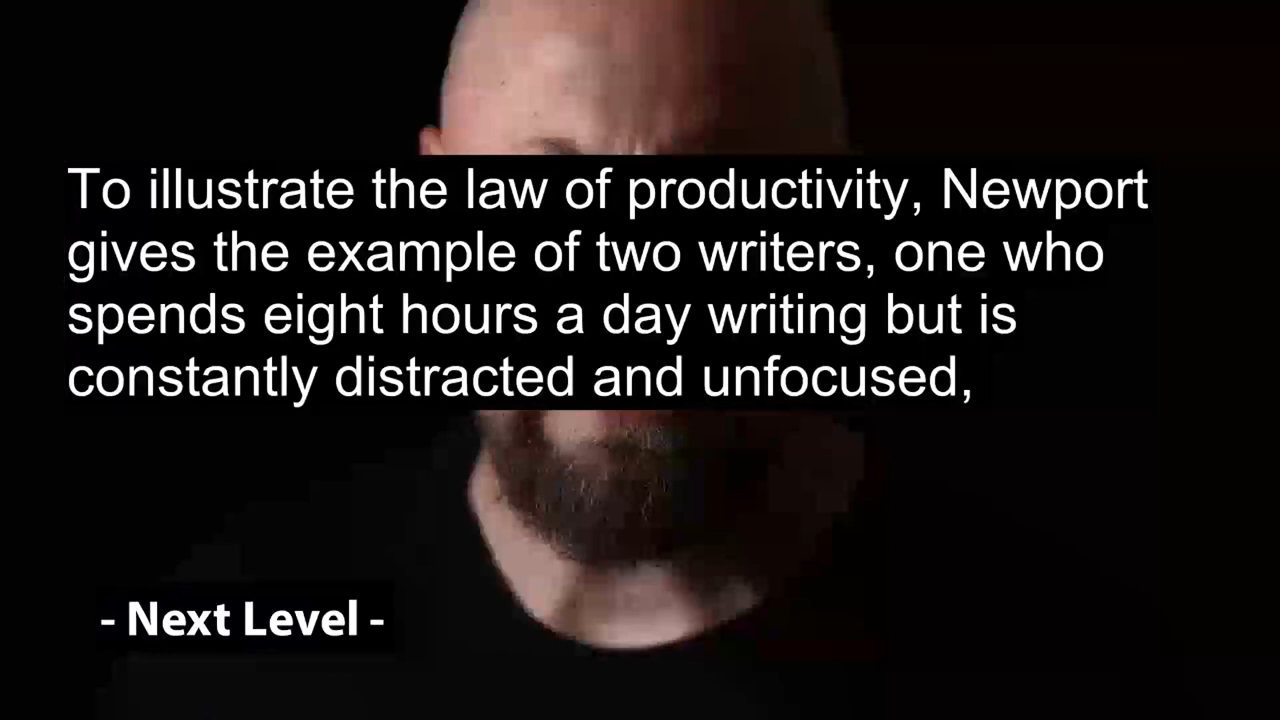 To illustrate the law of productivity, Newport
gives the example of two writers, one who
spends eight hours a day writing but is
constantly distracted and unfocused,
- Next Level -